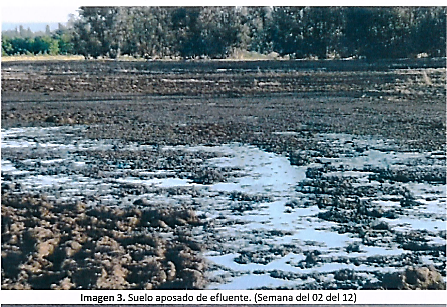 Imagen 3. Suelo aposado de efluente. (Semana del 02 del 12)